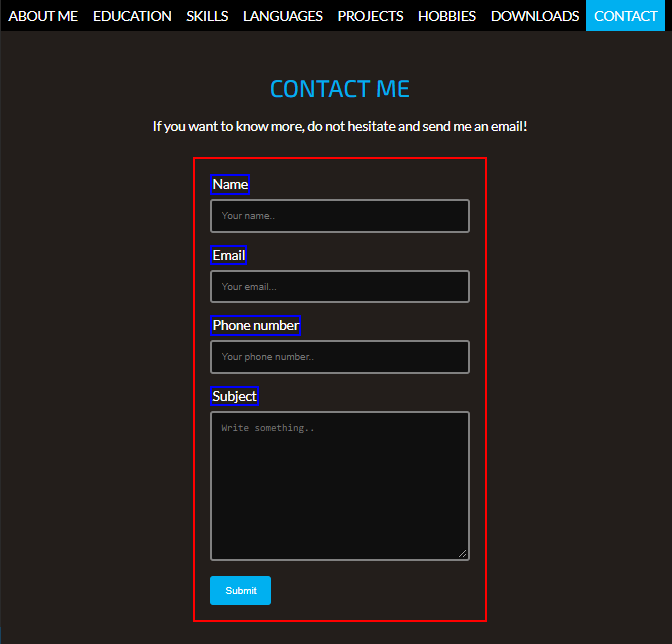 ABOUT ME EDUCATION SKILLS LANGUAGES PROJECTS HOBBIES DOWNLOADS CONTACT
CONTACT ME
If you want to know more, do not hesitate and send me an email!
Name
Your name..
Email
Your email...
Phone number
Your phone number..
Subject
Write something..
Submit